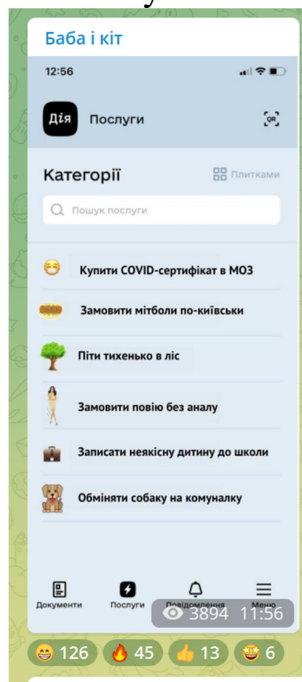 Баба і кіт
12:56
Дія
Послуги
QR
Категорії
Плитками
Пошук послуги
Купити COVID-сертифікат в МОЗ
Замовити мітболи по-київськи
Піти тихенько в ліс
Замовити повію без аналу
Записати неякісну дитину до школи
Обміняти собаку на комуналку
Документи
Послуги
Повідомлення
Меню
3894 11:56
126
45
13
6